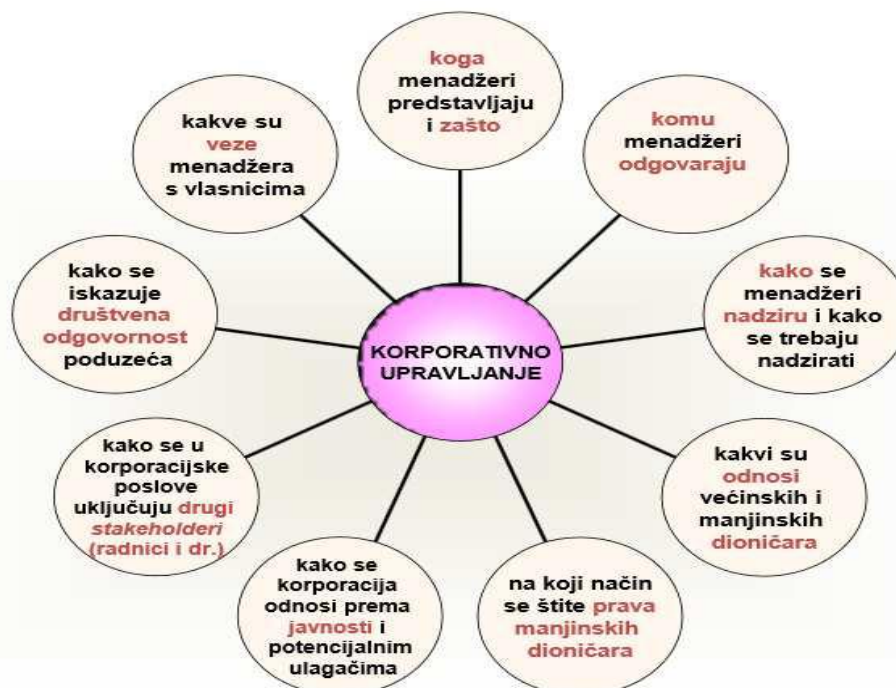 koga
menadžeri
predstavljaju
i zašto
komu
menadžeri
odgovaraju
kako se
menadžeri
nadziru i kako
se trebaju
nadzirati
kakvi su
odnosi
većinskih i
manjinskih
dioničara
na koji način
se štite prava
manjinskih
dioničara
kako se
korporacija
odnosi prema
javnosti i
potencijalnim
ulagačima
kako se u
korporacijske
poslove
uključuju drugi
stakeholderi
(radnici i dr.)
kako se
iskazuje
društvena
odgovornost
poduzeća
kakve su
veze
menadžera
s vlasnicima
KORPORATIVNO
UPRAVLJANJE